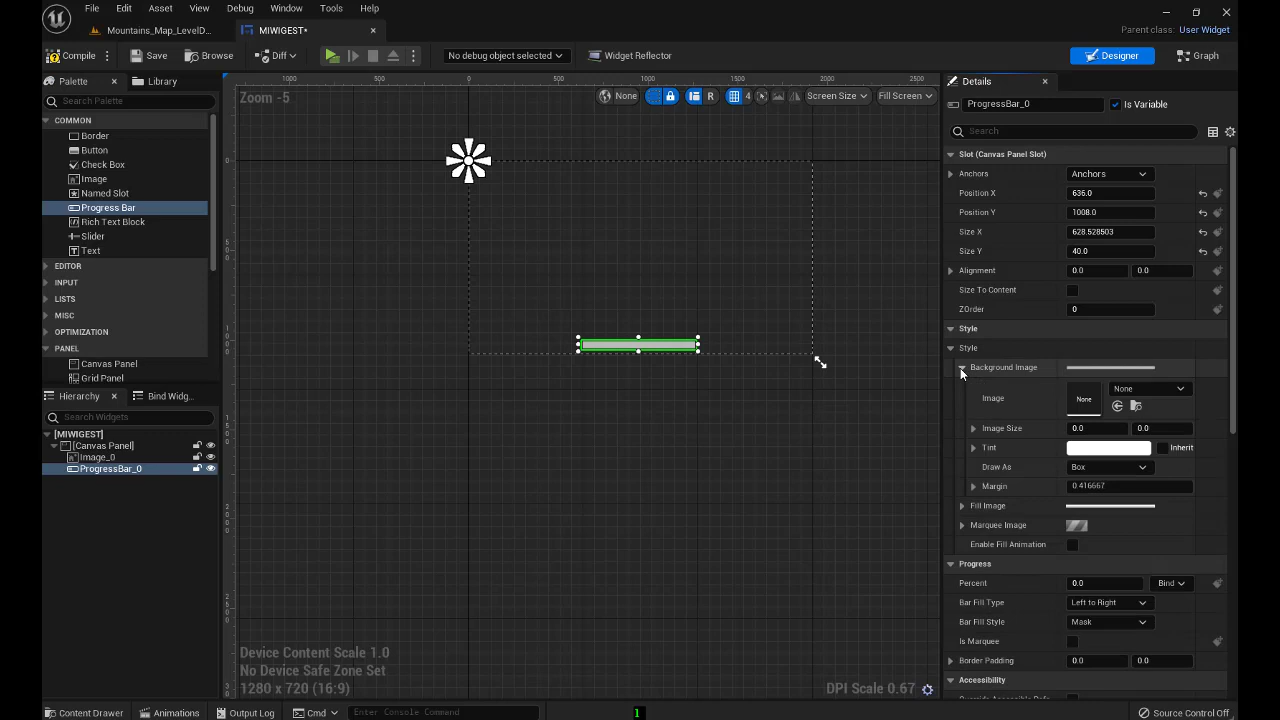 File Edit Asset View Debug Window Tools Help
Mountains_Map_LevelD...
MIWIGEST*
Parent class: User Widget
Compile Save Browse Diff No debug object selected Widget Reflector Designer Graph
Palette Library
Search Palette
COMMON
Border
Button
Check Box
Image
Named Slot
Progress Bar
Rich Text Block
Slider
Text
EDITOR
INPUT
LISTS
MISC
OPTIMIZATION
PANEL
Canvas Panel
Grid Panel
Hierarchy Bind Widg...
Search Widgets
[MIWIGEST]
[Canvas Panel]
Image_0
ProgressBar_0
1000 500 0 500 1000 1500 2000 2500
Zoom -5
None R 4 Screen Size Fill Screen
0
500
1000
1500
2000
2500
Device Content Scale 1.0
No Device Safe Zone Set
1280 x 720 (16:9)
DPI Scale 0.67
Details
ProgressBar_0 Is Variable
Search
Slot (Canvas Panel Slot)
Anchors Anchors
Position X 636.0
Position Y 1008.0
Size X 628.528503
Size Y 40.0
Alignment 0.0 0.0
Size To Content
ZOrder 0
Style
Style
Background Image
Image None None
Image Size 0.0 0.0
Tint Inherit
Draw As Box
Margin 0.416667
Fill Image
Marquee Image
Enable Fill Animation
Progress
Percent 0.0 Bind
Bar Fill Type Left to Right
Bar Fill Style Mask
Is Marquee
Border Padding 0.0 0.0
Accessibility
Content Drawer Animations Output Log Cmd Enter Console Command 1 Source Control Off